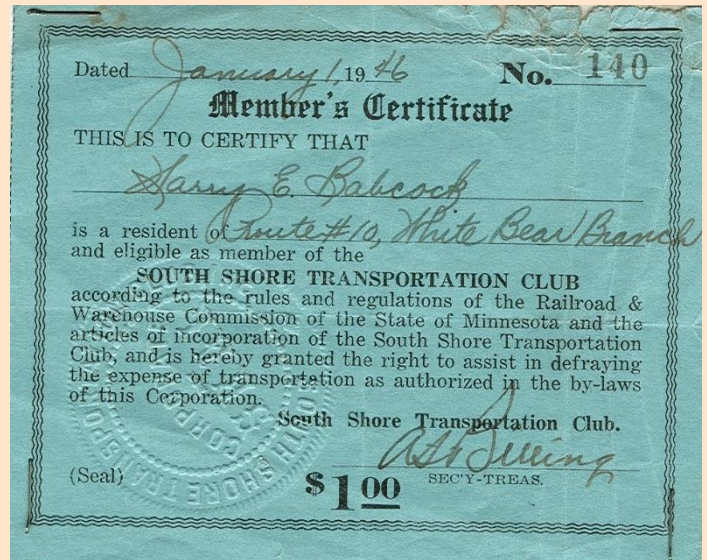 Dated January 1, 1946 No. 140
Member's Certificate
THIS IS TO CERTIFY THAT
Harry E. Babcock
is a resident of Route #10, White Bear Branch
and eligible as member of the
SOUTH SHORE TRANSPORTATION CLUB
according to the rules and regulations of the Railroad &
Warehouse Commission of the State of Minnesota and the
articles of incorporation of the South Shore Transportation
Club, and is hereby granted the right to assist in defraying
the expense of transportation as authorized in the by-laws
of this Corporation.
South Shore Transportation Club.
(Seal) $1 00 SEC'Y-TREAS.
SOUTH SHORE TRANSPO
CORPO